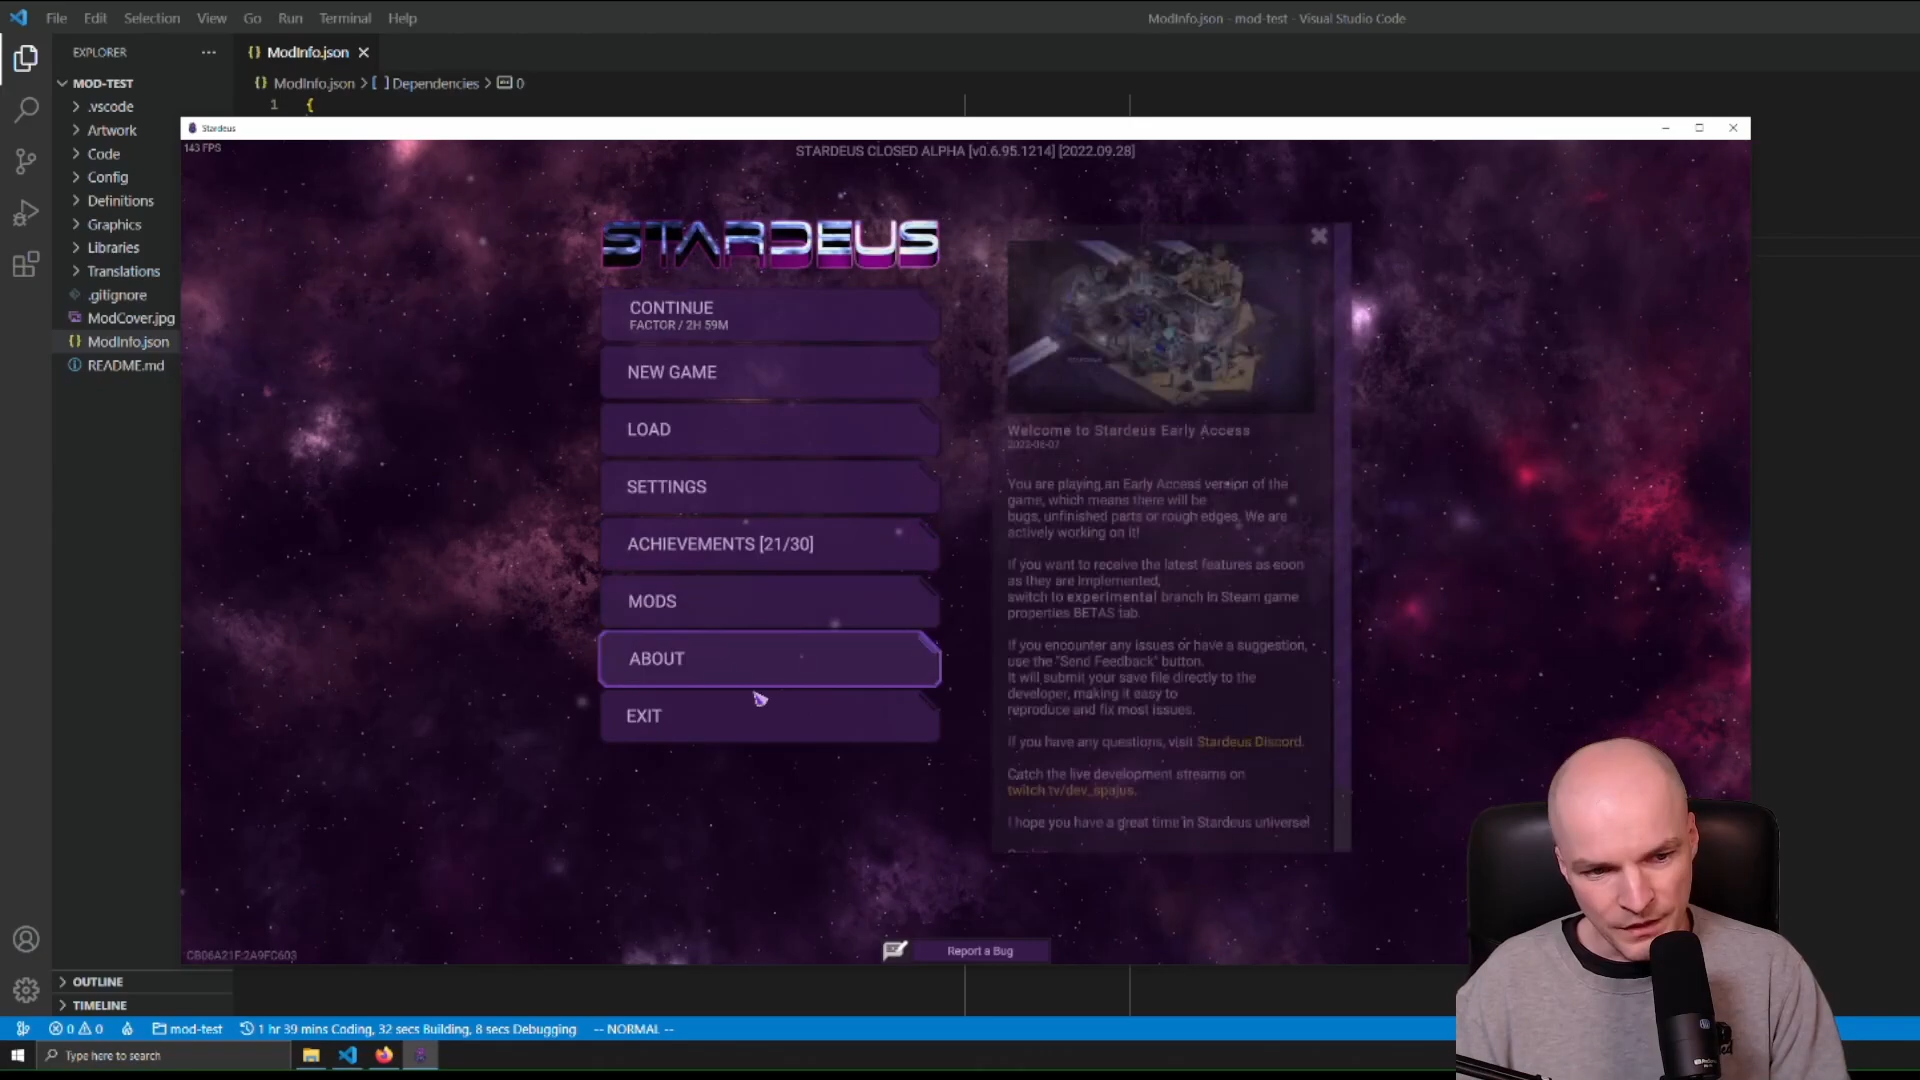 File Edit Selection View Go Run Terminal Help
ModInfo.json - mod-test - Visual Studio Code
EXPLORER
ModInfo.json
MOD-TEST
ModInfo.json > [ ] Dependencies > 0
.vscode
1 {
Artwork
Code
Config
Definitions
Graphics
Libraries
Translations
.gitignore
ModCover.jpg
ModInfo.json
README.md
OUTLINE
TIMELINE
Stardeus
143 FPS
STARDEUS CLOSED ALPHA [v0.6.95.1214] [2022.09.28]
STARDEUS
CONTINUE
FACTOR / 2H 59M
NEW GAME
LOAD
SETTINGS
ACHIEVEMENTS [21/30]
MODS
ABOUT
EXIT
Welcome to Stardeus Early Access
2022-06-07
You are playing an Early Access version of the
game, which means there will be
bugs, unfinished parts or rough edges. We are
actively working on it!
If you want to receive the latest features as soon
as they are implemented,
switch to experimental branch in Steam game
properties BETAS tab.
If you encounter any issues or have a suggestion,
use the "Send Feedback" button.
It will submit your save file directly to the
developer, making it easy to
reproduce and fix most issues.
If you have any questions, visit Stardeus Discord.
Catch the live development streams on
twitch.tv/dev_spajus.
I hope you have a great time in Stardeus universe!
CB06A21F:2A9FC603
Report a Bug
0 0 mod-test 1 hr 39 mins Coding, 32 secs Building, 8 secs Debugging -- NORMAL --
Type here to search